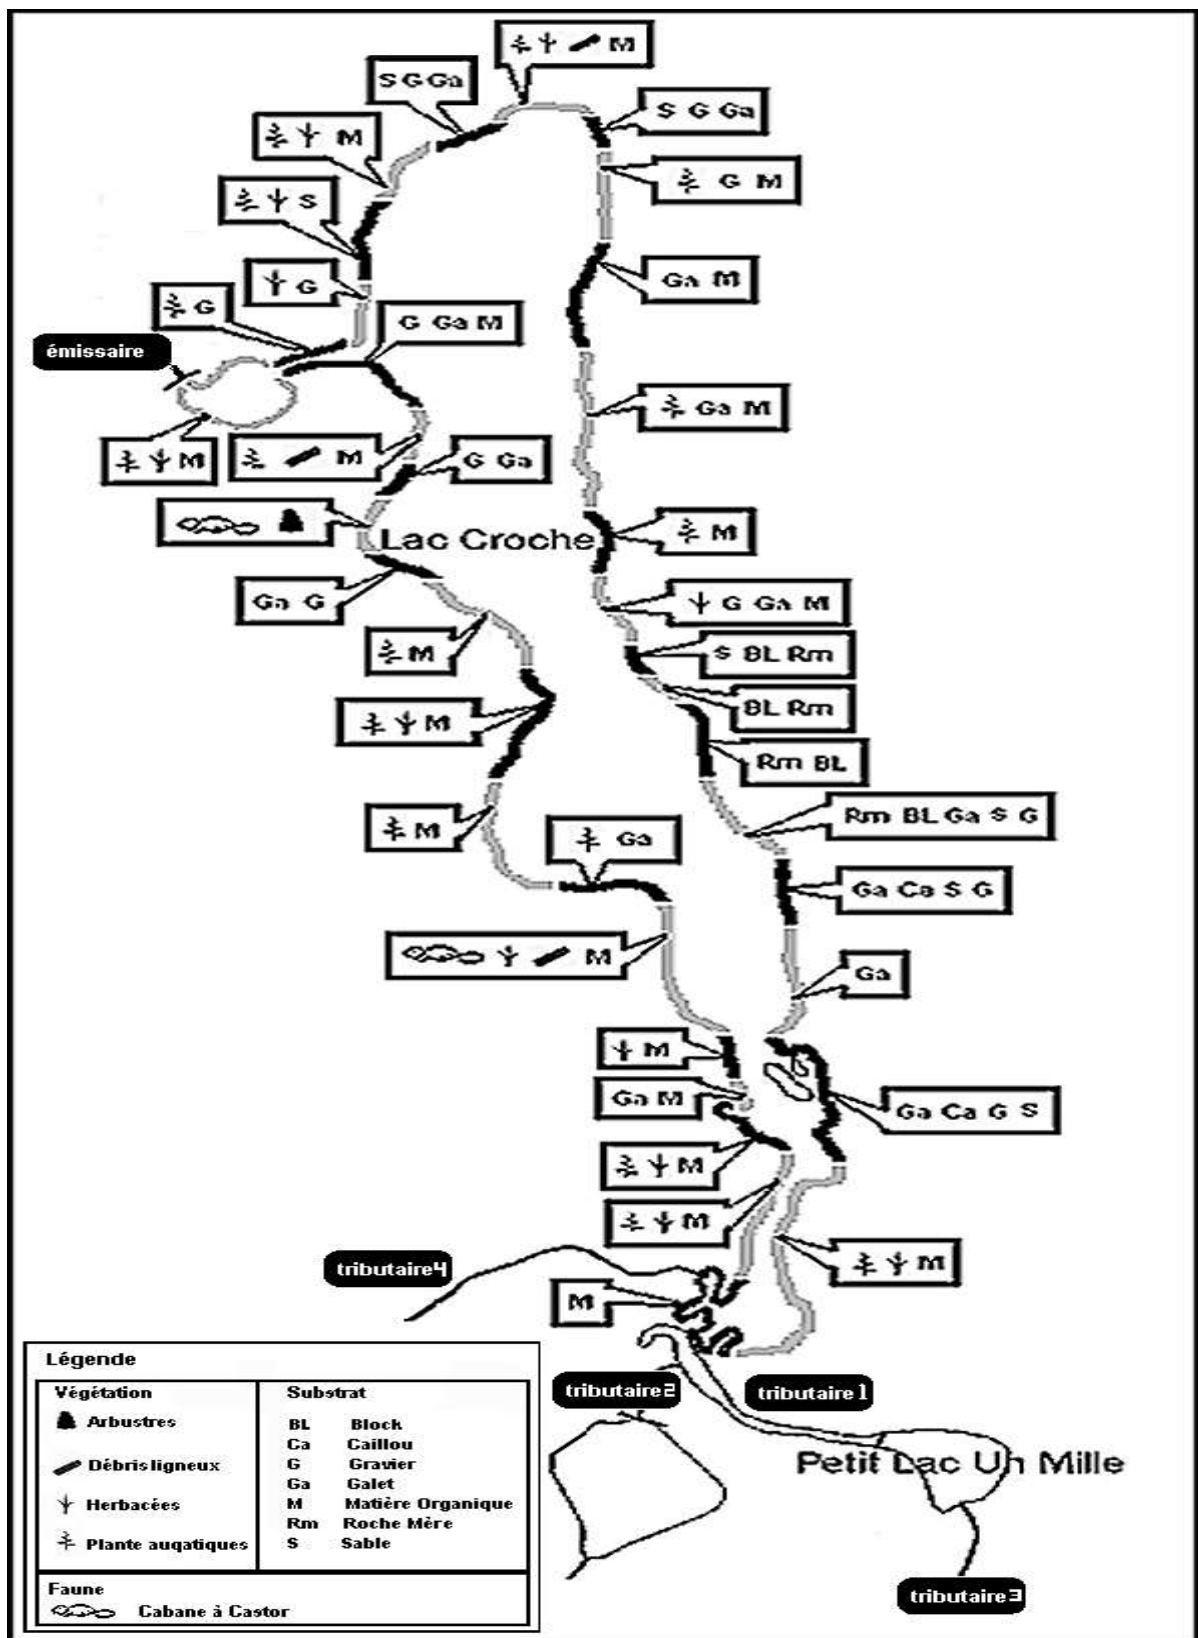 M
S G Ga
S G Ga
M
G M
S
G
Ga M
G
G Ga M
émissaire
Ga M
M
M
G Ga
Lac Croche
M
Ga G
G Ga M
M
S BL Rm
BL Rm
M
Rm BL
M
Ga
Rm BL Ga S G
Ga Ca S G
M
Ga
M
Ga M
Ga Ca G S
M
M
M
tributaire4
M
tributaire2
tributaire1
Petit Lac Un Mille
tributaire3
Légende
Végétation
Arbustres
Débris ligneux
Herbacées
Plante auqatiques
Substrat
BL Block
Ca Caillou
G Gravier
Ga Galet
M Matière Organique
Rm Roche Mère
S Sable
Faune
Cabane à Castor